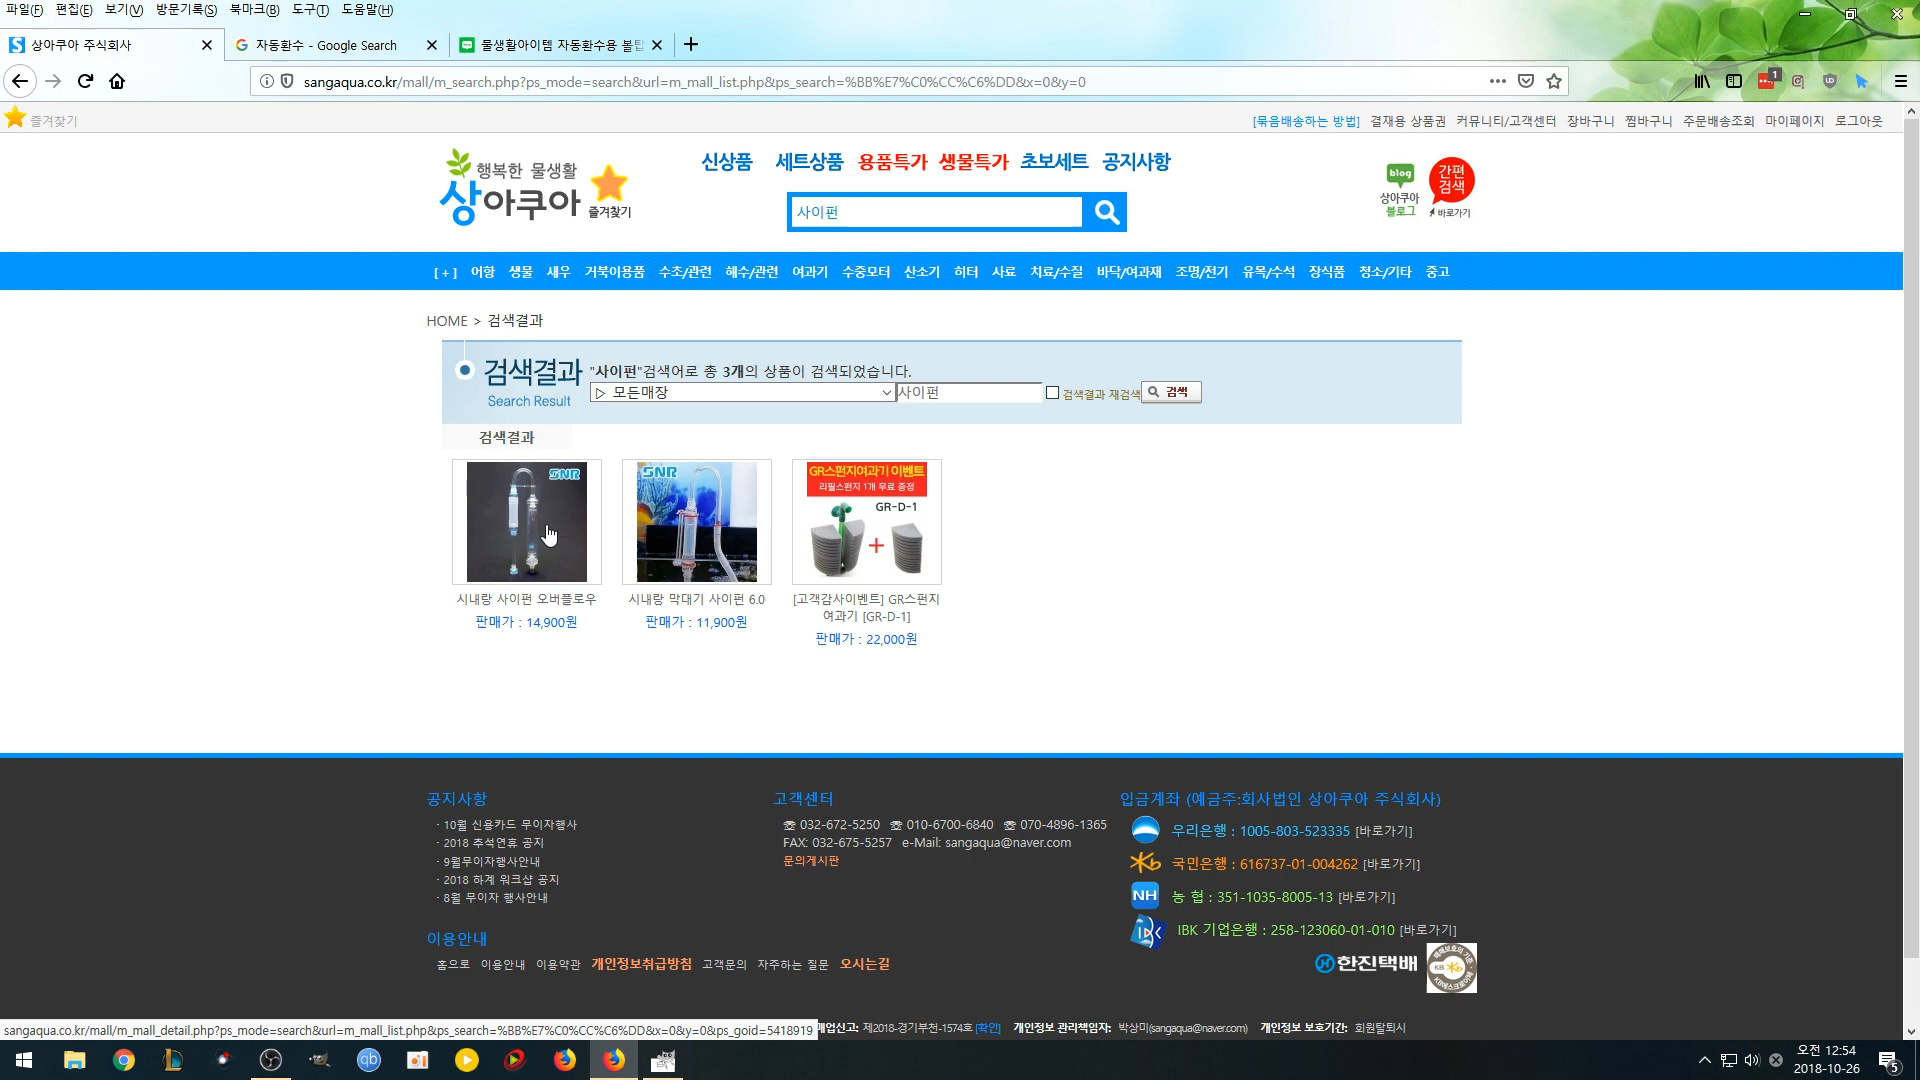 파일(F) 편집(E) 보기(V) 방문기록(S) 북마크(B) 도구(T) 도움말(H)
상아쿠아 주식회사
자동환수 - Google Search
물생활아이템 자동환수용 볼탑
sangaqua.co.kr/mall/m_search.php?ps_mode=search&url=m_mall_list.php&ps_search=%BB%E7%C0%CC%C6%DD&x=0&y=0
1
즐겨찾기
[묶음배송하는 방법] 결재용 상품권 커뮤니티/고객센터 장바구니 찜바구니 주문배송조회 마이페이지 로그아웃
행복한 물생활
상아쿠아
즐겨찾기
신상품 세트상품 용품특가 생물특가 초보세트 공지사항
사이펀
blog
상아쿠아
블로그
간편
검색
바로가기
[ + ] 어항 생물 새우 거북이용품 수초/관련 해수/관련 여과기 수중모터 산소기 히터 사료 치료/수질 바닥/여과재 조명/전기 유목/수석 장식품 청소/기타 중고
HOME > 검색결과
검색결과
Search Result
"사이펀"검색어로 총 3개의 상품이 검색되었습니다.
▷ 모든매장
사이펀
검색결과 재검색
검색
검색결과
SNR
시내랑 사이펀 오버플로우
판매가 : 14,900원
SNR
시내랑 막대기 사이펀 6.0
판매가 : 11,900원
GR스펀지여과기 이벤트
리필스펀지 1개 무료 증정
GR-D-1
[고객감사이벤트] GR스펀지
여과기 [GR-D-1]
판매가 : 22,000원
공지사항
· 10월 신용카드 무이자행사
· 2018 추석연휴 공지
· 9월무이자행사안내
· 2018 하계 워크샵 공지
· 8월 무이자 행사안내
고객센터
☏ 032-672-5250 ☏ 010-6700-6840 ☏ 070-4896-1365
FAX: 032-675-5257 e-Mail: sangaqua@naver.com
문의게시판
입금계좌 (예금주:회사법인 상아쿠아 주식회사)
우리은행 : 1005-803-523335 [바로가기]
국민은행 : 616737-01-004262 [바로가기]
NH
농 협 : 351-1035-8005-13 [바로가기]
IBK
IBK 기업은행 : 258-123060-01-010 [바로가기]
이용안내
홈으로 이용안내 이용약관 개인정보취급방침 고객문의 자주하는 질문 오시는길
한진택배
KB
sangaqua.co.kr/mall/m_mall_detail.php?ps_mode=search&url=m_mall_list.php&ps_search=%BB%E7%C0%CC%C6%DD&x=0&y=0&ps_goid=5418919
매업신고: 제2018-경기부천-1574호 [확인] 개인정보 관리책임자: 박상미(sangaqua@naver.com) 개인정보 보호기간: 회원탈퇴시
qb
오전 12:54
2018-10-26
5